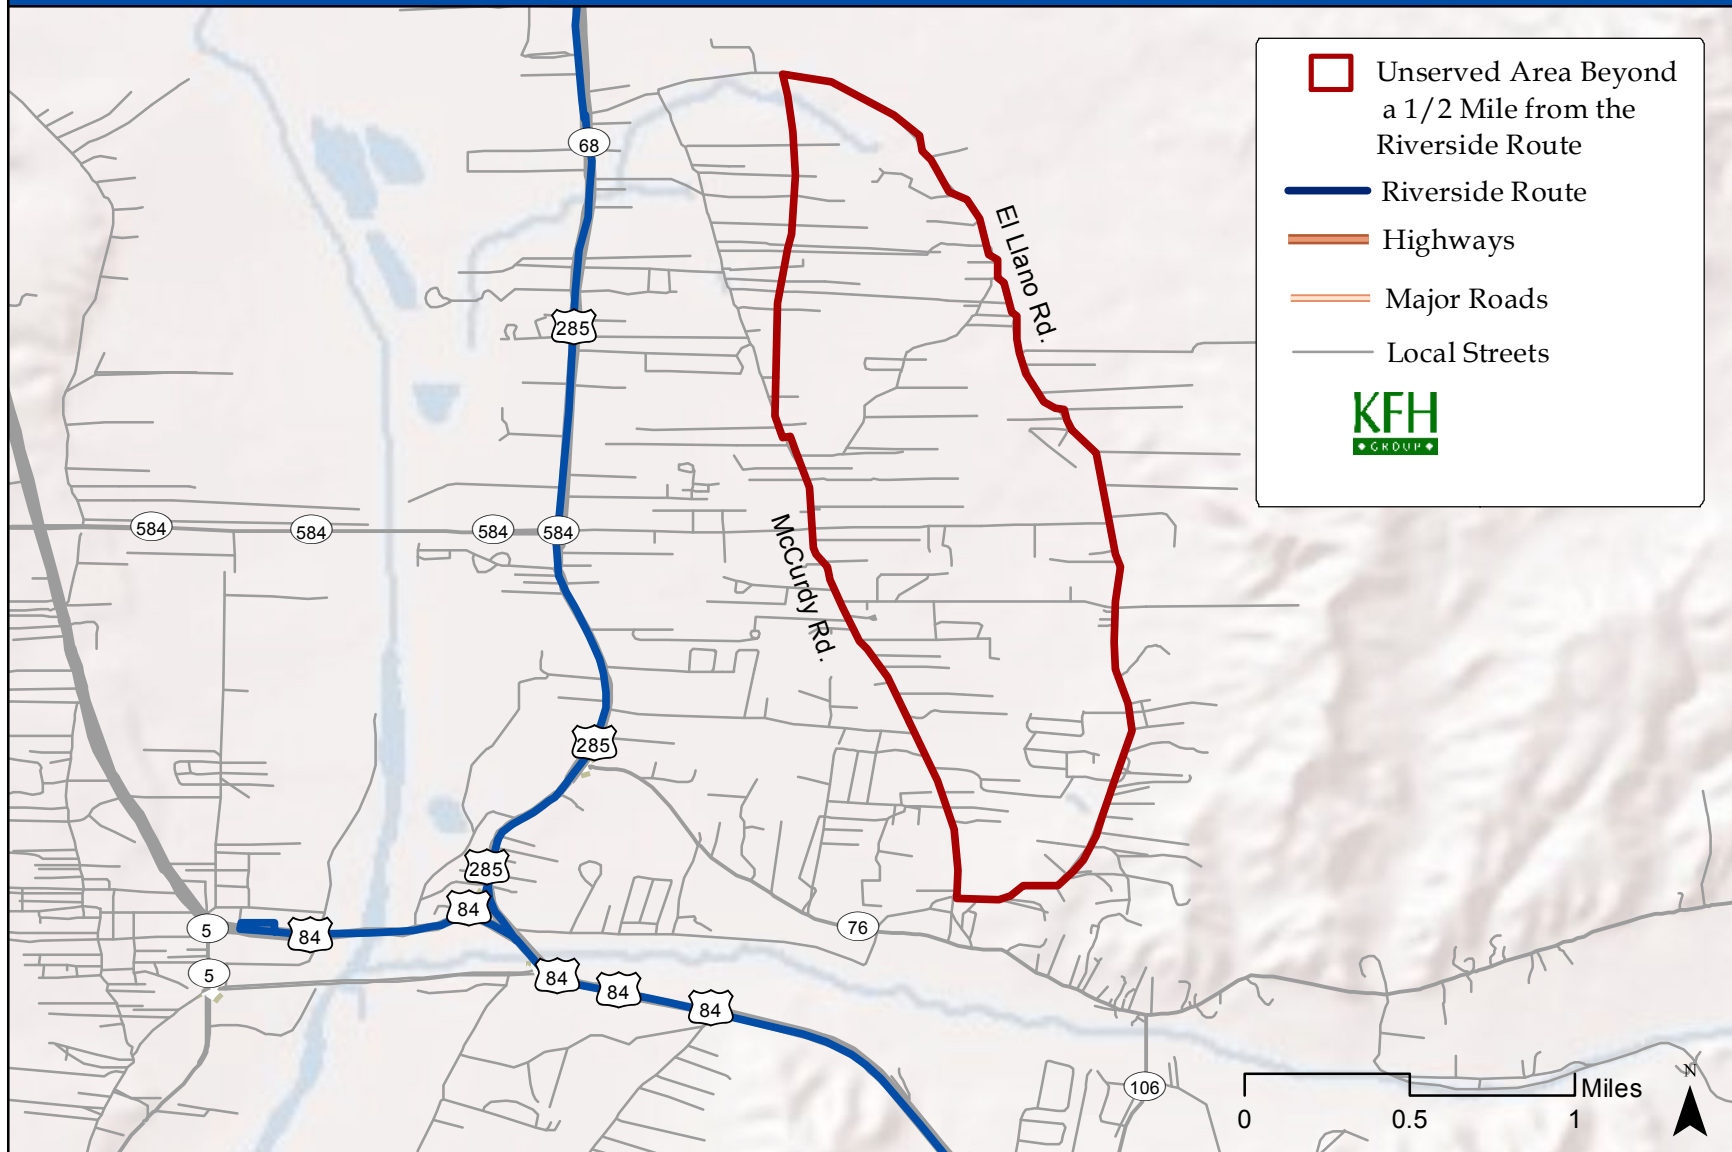 Unserved Area Beyond
a 1/2 Mile from the
Riverside Route
Riverside Route
Highways
Major Roads
Local Streets
KFH
GROUP
68
El Llano Rd.
285
584
584
584
584
McCurdy Rd.
285
285
84
5
84
76
5
84
84
84
106
N
Miles
0
0.5
1